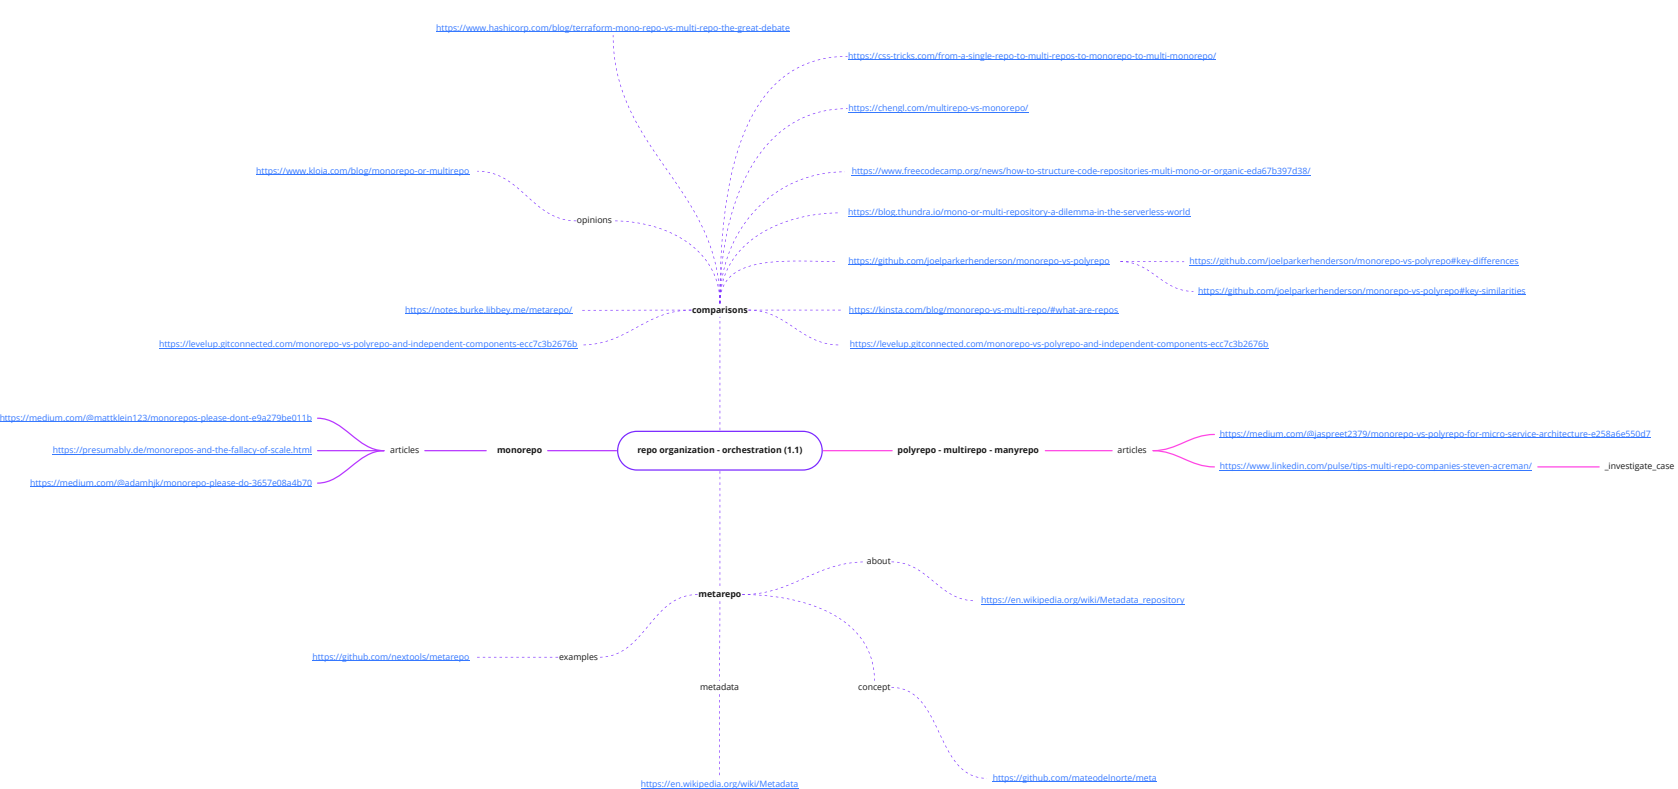 https://www.hashicorp.com/blog/terraform-mono-repo-vs-multi-repo-the-great-debate
https://css-tricks.com/from-a-single-repo-to-multi-repos-to-monorepo-to-multi-monorepo/
https://chengl.com/multirepo-vs-monorepo/
https://www.kloia.com/blog/monorepo-or-multirepo
https://www.freecodecamp.org/news/how-to-structure-code-repositories-multi-mono-or-organic-eda67b397d38/
https://blog.thundra.io/mono-or-multi-repository-a-dilemma-in-the-serverless-world
opinions
https://github.com/joelparkerhenderson/monorepo-vs-polyrepo
https://github.com/joelparkerhenderson/monorepo-vs-polyrepo#key-differences
https://github.com/joelparkerhenderson/monorepo-vs-polyrepo#key-similarities
https://notes.burke.libbey.me/metarepo/
comparisons
https://kinsta.com/blog/monorepo-vs-multi-repo/#what-are-repos
https://levelup.gitconnected.com/monorepo-vs-polyrepo-and-independent-components-ecc7c3b2676b
https://levelup.gitconnected.com/monorepo-vs-polyrepo-and-independent-components-ecc7c3b2676b
https://medium.com/@mattklein123/monorepos-please-dont-e9a279be011b
https://presumably.de/monorepos-and-the-fallacy-of-scale.html
https://medium.com/@adamhjk/monorepo-please-do-3657e08a4b70
articles
monorepo
repo organization - orchestration (1.1)
polyrepo - multirepo - manyrepo
articles
https://medium.com/@jaspreet2379/monorepo-vs-polyrepo-for-micro-service-architecture-e258a6e550d7
https://www.linkedin.com/pulse/tips-multi-repo-companies-steven-acreman/
_investigate_case
about
metarepo
https://en.wikipedia.org/wiki/Metadata_repository
https://github.com/nextools/metarepo
examples
metadata
concept
https://github.com/mateodelnorte/meta
https://en.wikipedia.org/wiki/Metadata